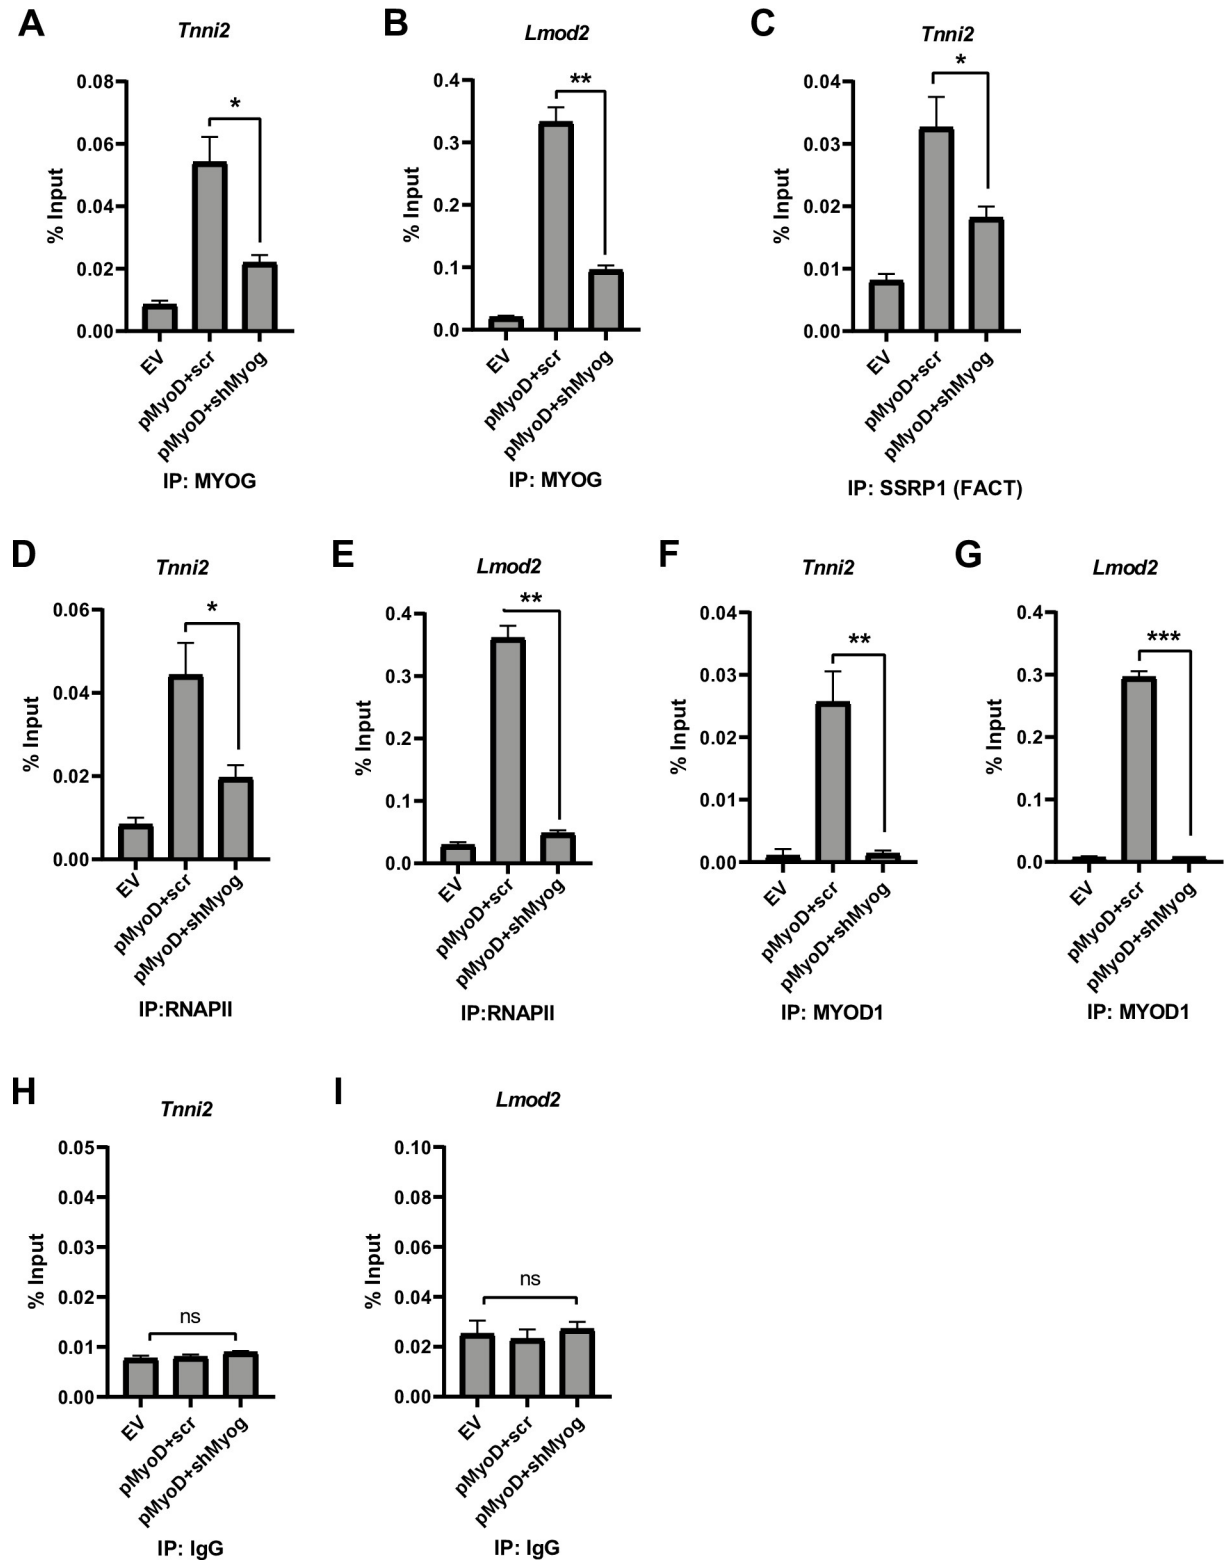 A
Tnni2
0.08
0.06
0.04
0.02
0.00
% Input
*
EV
pMyoD+scr
pMyoD+shMyog
IP: MYOG
B
Lmod2
0.4
0.3
0.2
0.1
0.0
% Input
**
EV
pMyoD+scr
pMyoD+shMyog
IP: MYOG
C
Tnni2
0.04
0.03
0.02
0.01
0.00
% Input
*
EV
pMyoD+scr
pMyoD+shMyog
IP: SSRP1 (FACT)
D
Tnni2
0.06
0.04
0.02
0.00
% Input
*
EV
pMyoD+scr
pMyoD+shMyog
IP:RNAPII
E
Lmod2
0.4
0.3
0.2
0.1
0.0
% Input
**
EV
pMyoD+scr
pMyoD+shMyog
IP:RNAPII
F
Tnni2
0.04
0.03
0.02
0.01
0.00
% Input
**
EV
pMyoD+scr
pMyoD+shMyog
IP: MYOD1
G
Lmod2
0.4
0.3
0.2
0.1
0.0
% Input
***
EV
pMyoD+scr
pMyoD+shMyog
IP: MYOD1
H
Tnni2
0.05
0.04
0.03
0.02
0.01
0.00
% Input
ns
EV
pMyoD+scr
pMyoD+shMyog
IP: IgG
I
Lmod2
0.10
0.08
0.06
0.04
0.02
0.00
% Input
ns
EV
pMyoD+scr
pMyoD+shMyog
IP: IgG